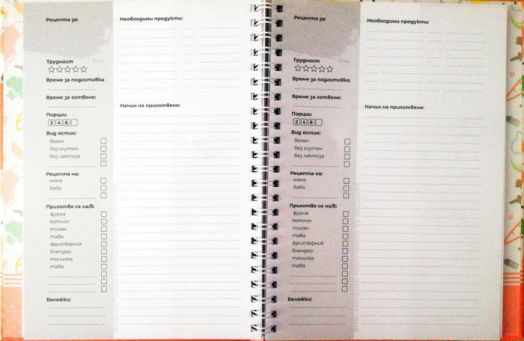 Рецепта за:
Трудност
Време за подготовка
Време за готвене:
Порции
2 4 6
Вид ястие:
веган
без глутен
без лактоза
Рецепта на:
мама
баба
Приготвя се на/в:
фурна
котлон
тиган
тава
фритюрник
блендер
точилка
тава
Бележки:
Необходими продукти:
Начин на приготвяне:
Рецепта за:
Трудност
Време за подготовка
Време за готвене:
Порции
2 4 6
Вид ястие:
веган
без глутен
без лактоза
Рецепта на:
мама
баба
Приготвя се на/в:
фурна
котлон
тиган
тава
фритюрник
блендер
точилка
тава
Бележки:
Необходими продукти:
Начин на приготвяне: